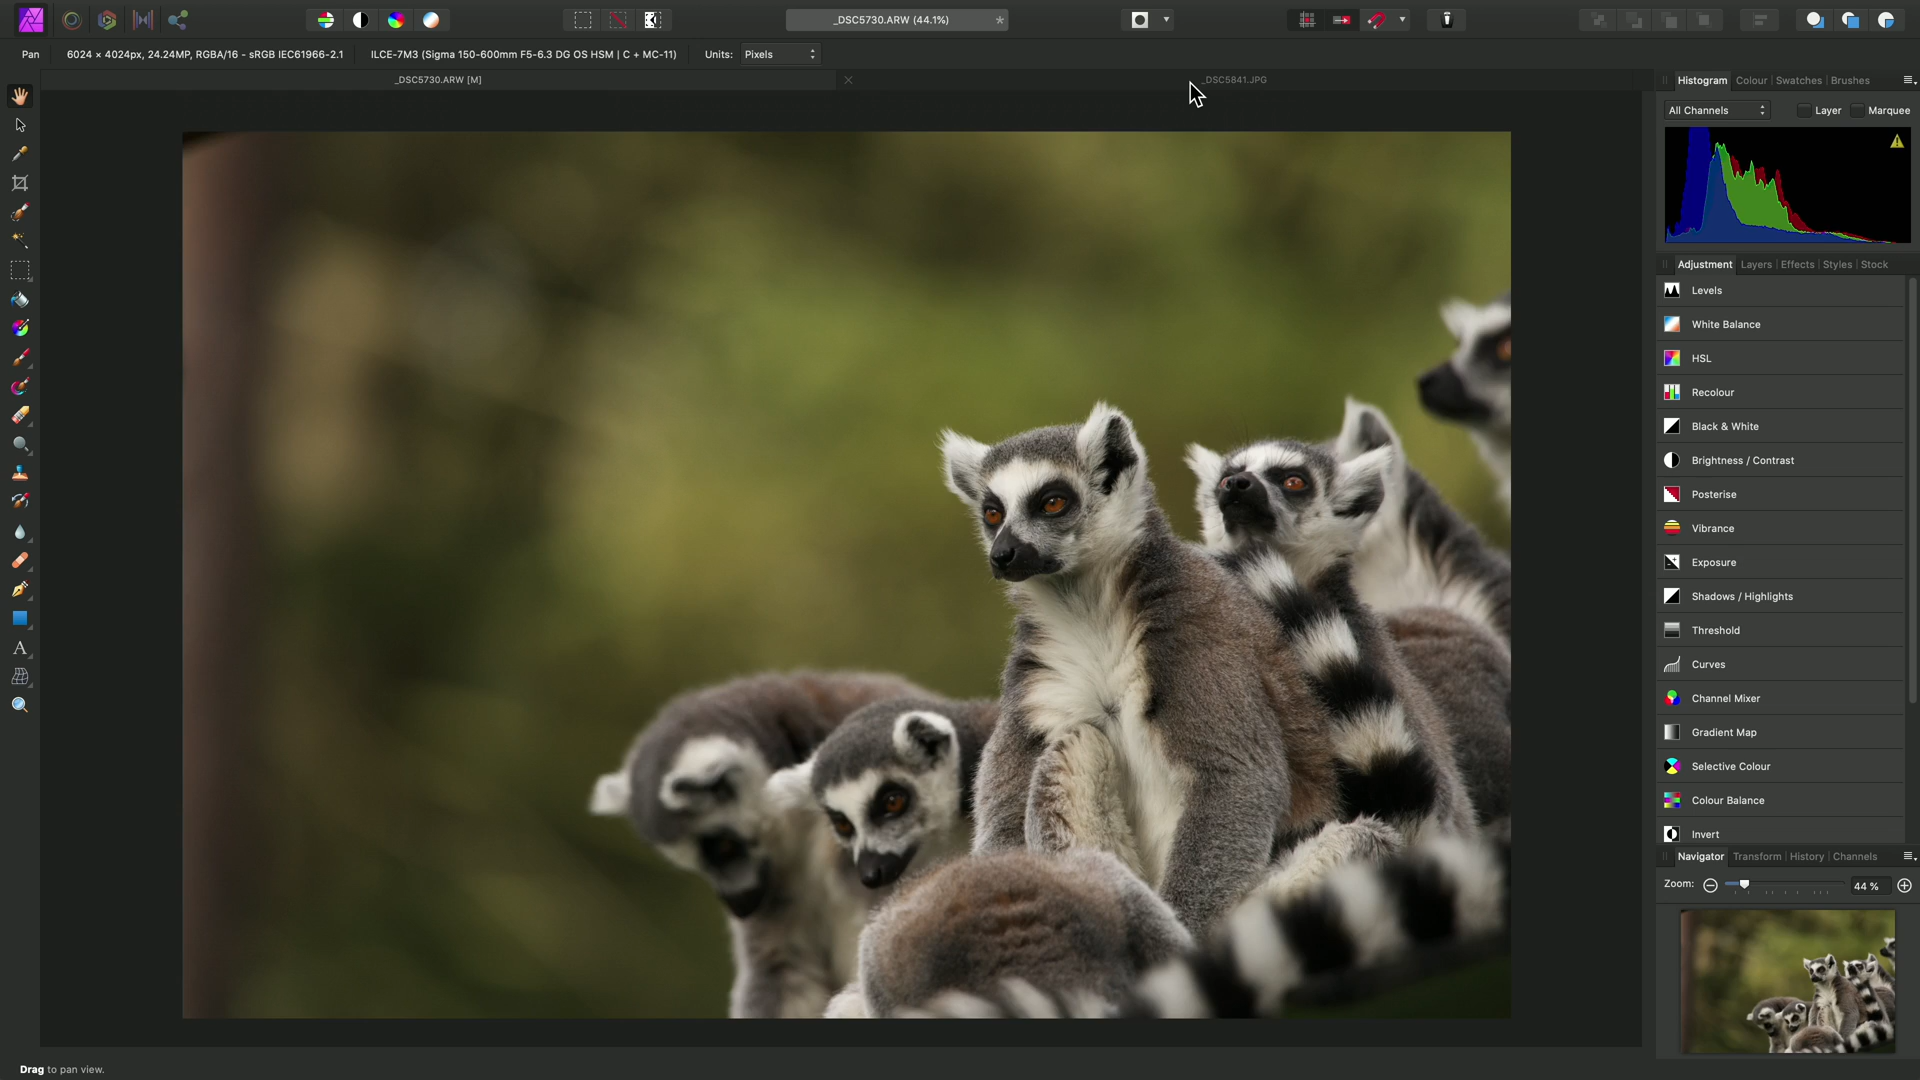 _DSC5730.ARW (44.1%)
*
Pan
6024 × 4024px, 24.24MP, RGBA/16 - sRGB IEC61966-2.1
ILCE-7M3 (Sigma 150-600mm F5-6.3 DG OS HSM | C + MC-11)
Units: Pixels
_DSC5730.ARW [M]
_DSC5841.JPG
Histogram Colour Swatches Brushes
All Channels
Layer
Marquee
Adjustment Layers Effects Styles Stock
Levels
White Balance
HSL
Recolour
Black & White
Brightness / Contrast
Posterise
Vibrance
Exposure
Shadows / Highlights
Threshold
Curves
Channel Mixer
Gradient Map
Selective Colour
Colour Balance
Invert
Navigator Transform History Channels
Zoom:
44 %
Drag to pan view.